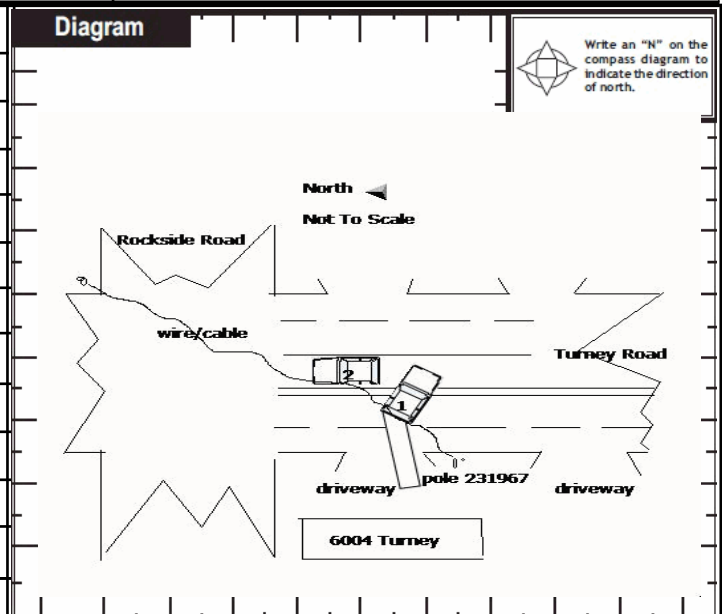 Diagram
Write an “N” on the
compass diagram to
indicate the direction
of north.
North
Not To Scale
Rockside Road
wire/cable
Turney Road
2
1
pole 231967
driveway
driveway
6004 Turney